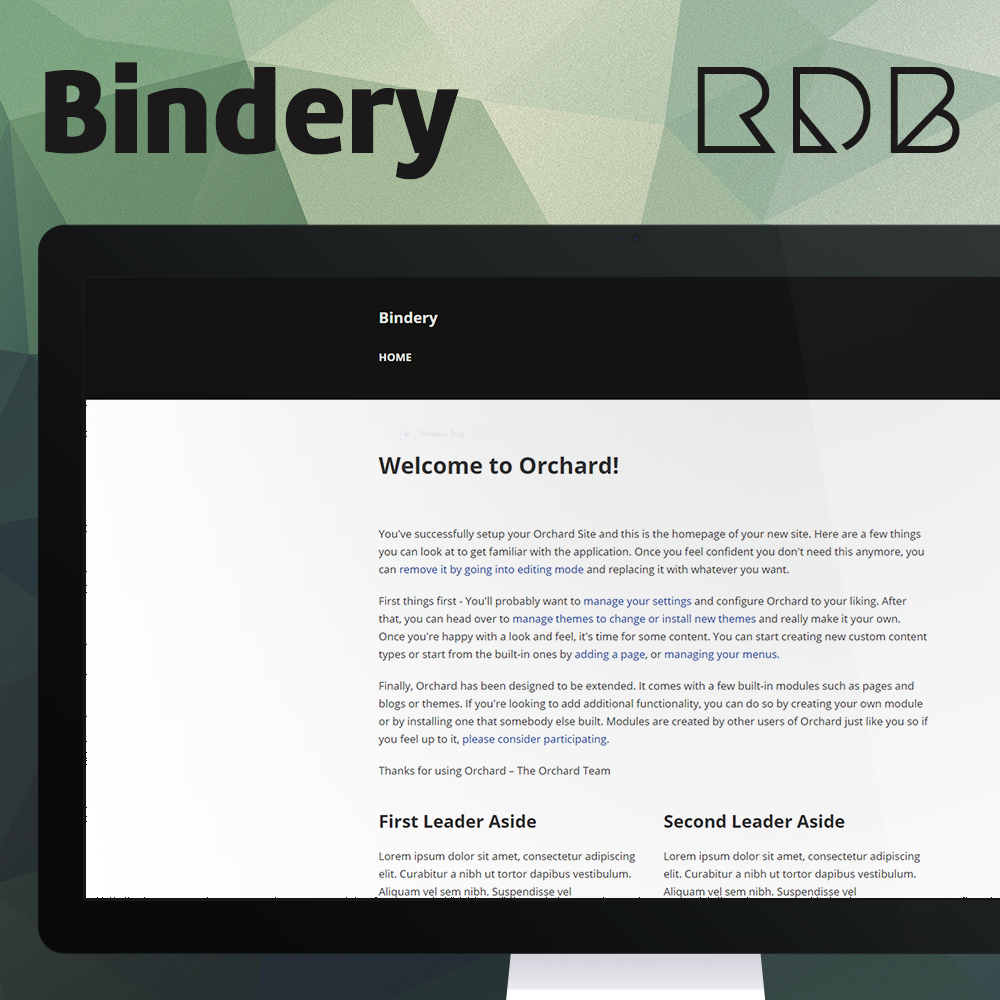 Bindery
RDB
Bindery
HOME
Window Snip
Welcome to Orchard!
You've successfully setup your Orchard Site and this is the homepage of your new site. Here are a few things
you can look at to get familiar with the application. Once you feel confident you don't need this anymore, you
can remove it by going into editing mode and replacing it with whatever you want.
First things first - You'll probably want to manage your settings and configure Orchard to your liking. After
that, you can head over to manage themes to change or install new themes and really make it your own.
Once you're happy with a look and feel, it's time for some content. You can start creating new custom content
types or start from the built-in ones by adding a page, or managing your menus.
Finally, Orchard has been designed to be extended. It comes with a few built-in modules such as pages and
blogs or themes. If you're looking to add additional functionality, you can do so by creating your own module
or by installing one that somebody else built. Modules are created by other users of Orchard just like you so if
you feel up to it, please consider participating.
Thanks for using Orchard – The Orchard Team
First Leader Aside
Lorem ipsum dolor sit amet, consectetur adipiscing
elit. Curabitur a nibh ut tortor dapibus vestibulum.
Aliquam vel sem nibh. Suspendisse vel
Second Leader Aside
Lorem ipsum dolor sit amet, consectetur adipiscing
elit. Curabitur a nibh ut tortor dapibus vestibulum.
Aliquam vel sem nibh. Suspendisse vel